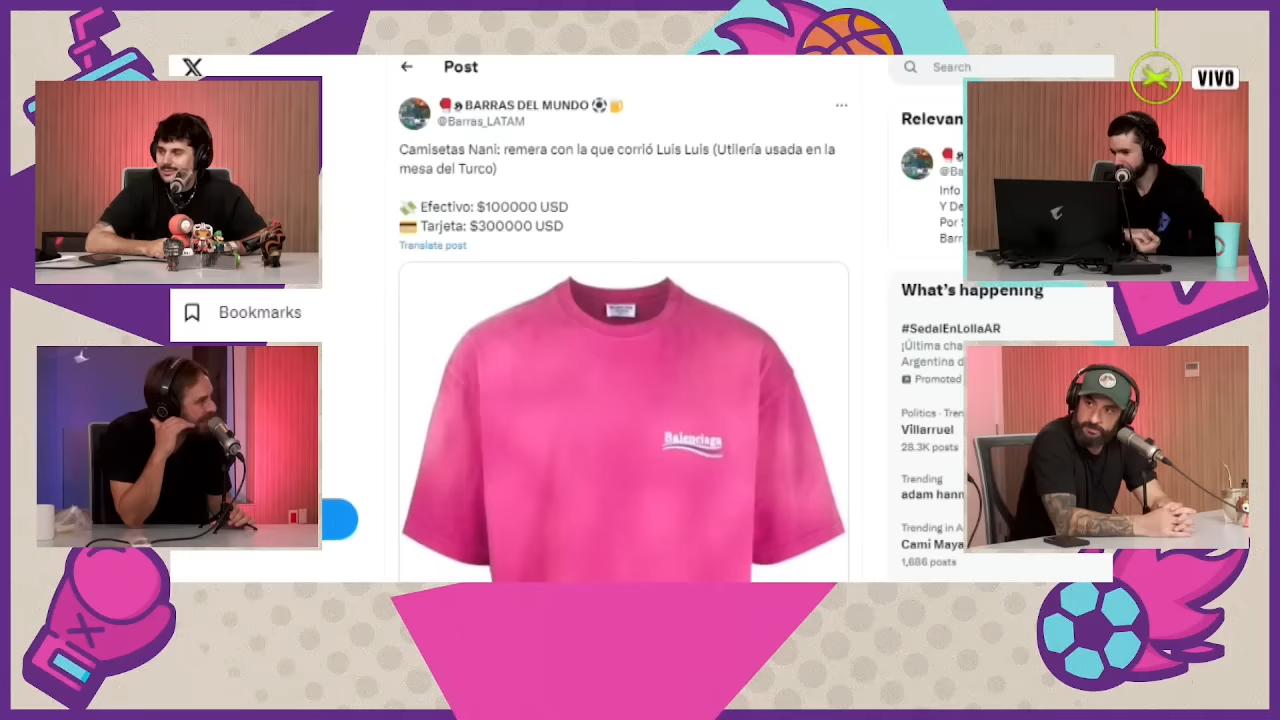 Post
Search
VIVO
BARRAS DEL MUNDO
@Barras_LATAM
Camisetas Nani: remera con la que corrió Luis Luis (Utilería usada en la
mesa del Turco)
Efectivo: $100000 USD
Tarjeta: $300000 USD
Translate post
Balenciaga
Bookmarks
Relevan
@Ba
Info
Y De
Por
Barr
What's happening
#SedalEnLollaAR
¡Última cha
Argentina d
Promoted
Politics · Tren
Villarruel
28.3K posts
Trending
adam hann
Trending in A
Cami Maya
1,686 posts